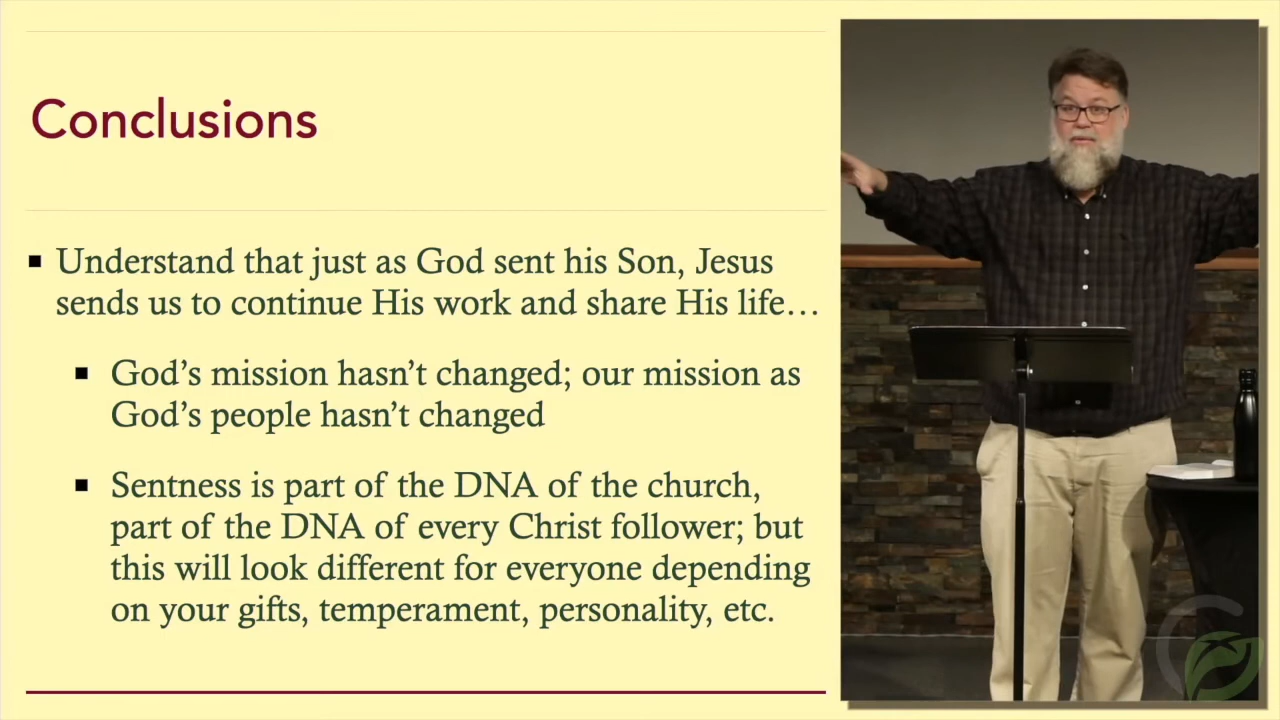 Conclusions
▪ Understand that just as God sent his Son, Jesus
sends us to continue His work and share His life…
▪ God’s mission hasn’t changed; our mission as
God’s people hasn’t changed
▪ Sentness is part of the DNA of the church,
part of the DNA of every Christ follower; but
this will look different for everyone depending
on your gifts, temperament, personality, etc.